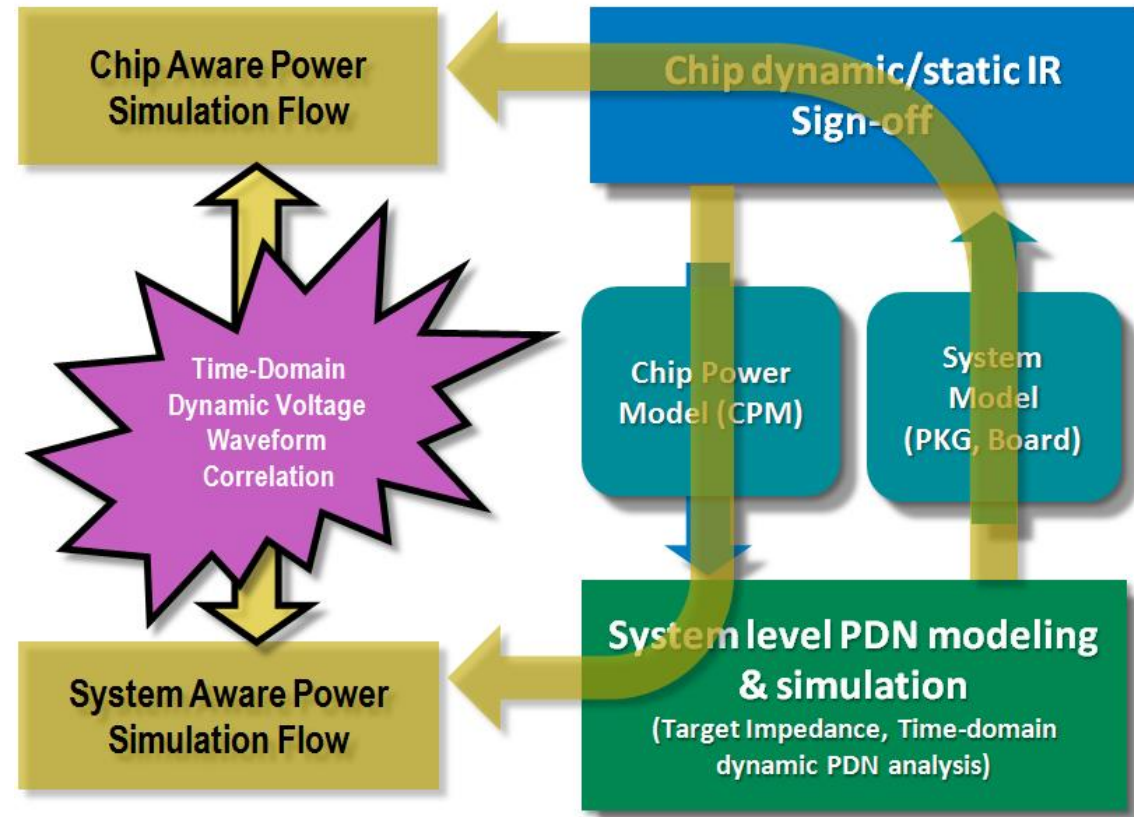 Chip Aware Power
Simulation Flow
Chip dynamic/static IR
Sign-off
Time-Domain
Dynamic Voltage
Waveform
Correlation
Chip Power
Model (CPM)
System
Model
(PKG, Board)
System Aware Power
Simulation Flow
System level PDN modeling
& simulation
(Target Impedance, Time-domain
dynamic PDN analysis)